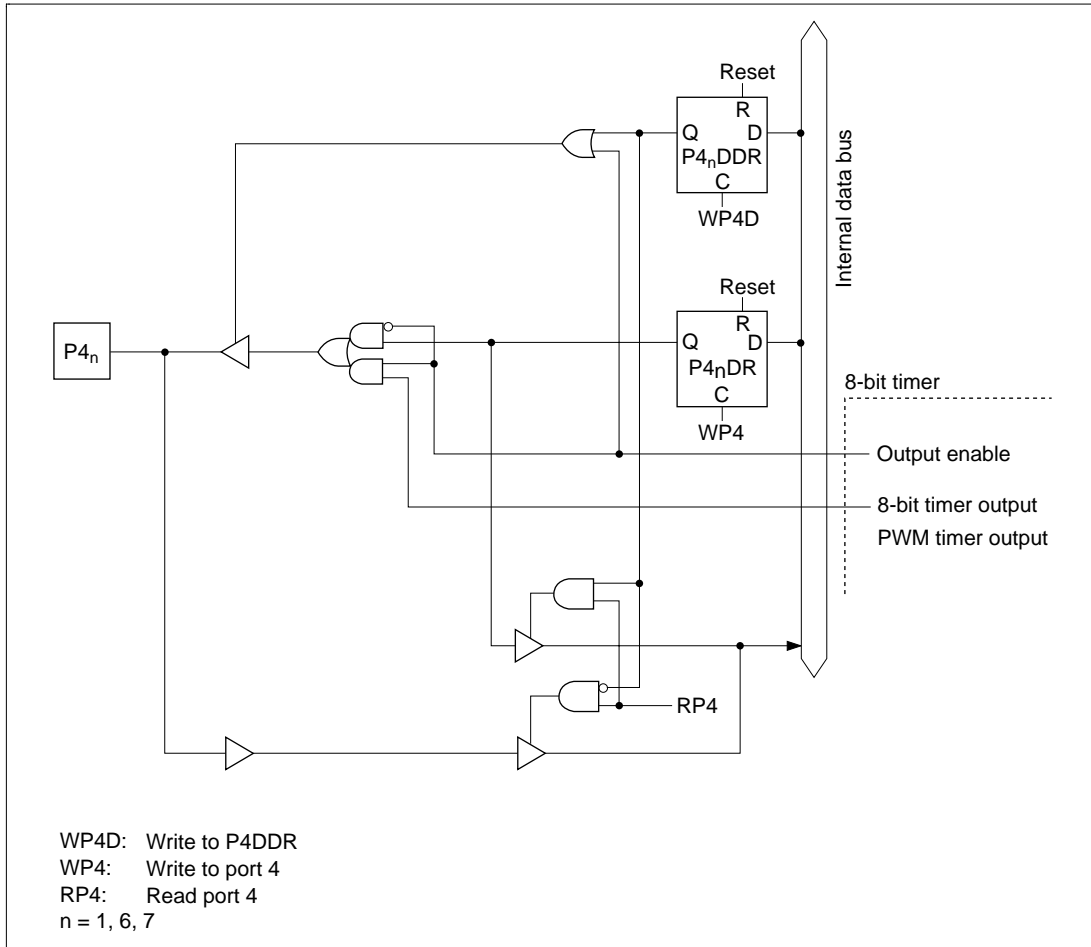 Reset
R
Q D
P4nDDR
C
WP4D
Internal data bus
Reset
R
Q D
P4nDR
C
WP4
P4n
8-bit timer
Output enable
8-bit timer output
PWM timer output
RP4
WP4D: Write to P4DDR
WP4: Write to port 4
RP4: Read port 4
n = 1, 6, 7